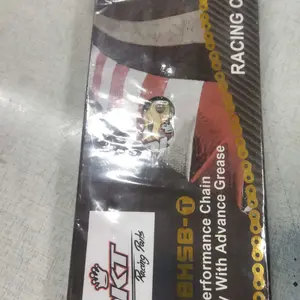 RACING C
8HSB-T
erformance Chain
y With Advance Grease
KT
Racing Parts